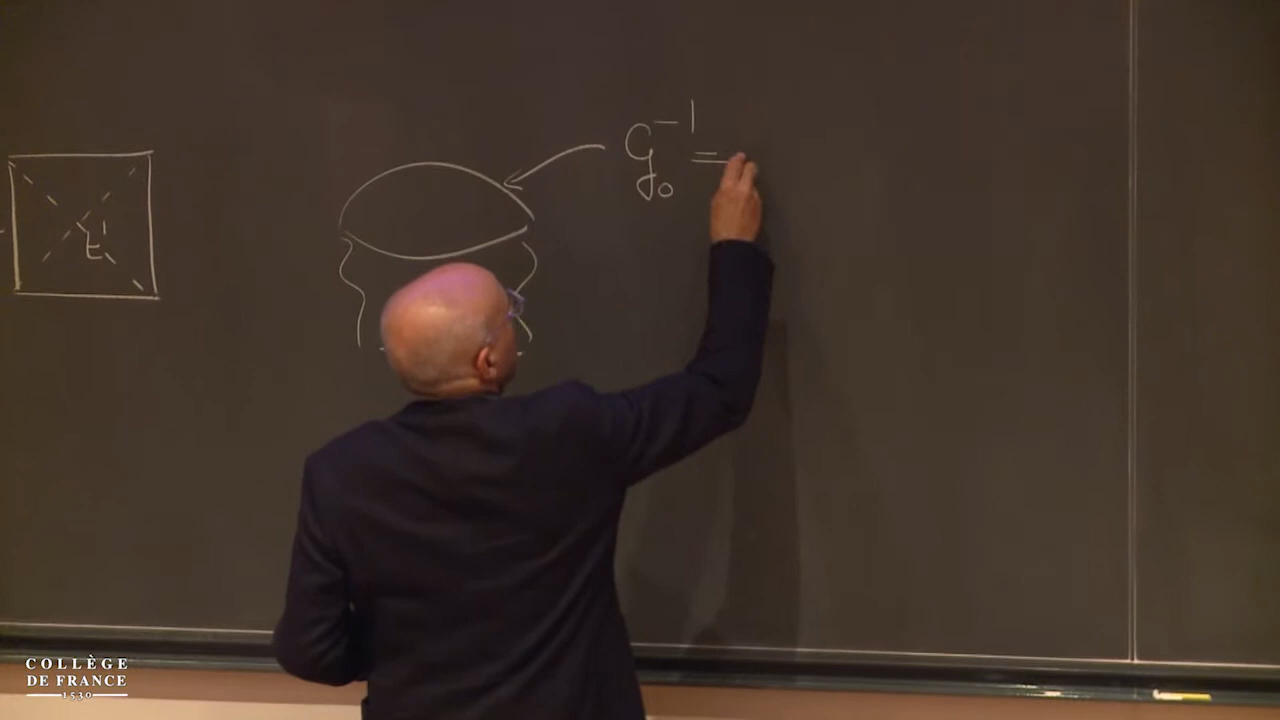 t'
G₀⁻¹ =
COLLÈGE
DE FRANCE
1530